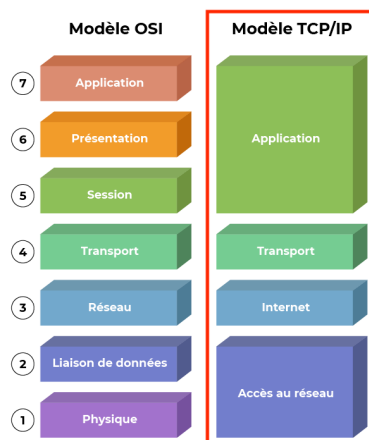 Modèle OSI
Modèle TCP/IP
7
Application
6
Présentation
Application
5
Session
4
Transport
Transport
3
Réseau
Internet
2
Liaison de données
Accès au réseau
1
Physique